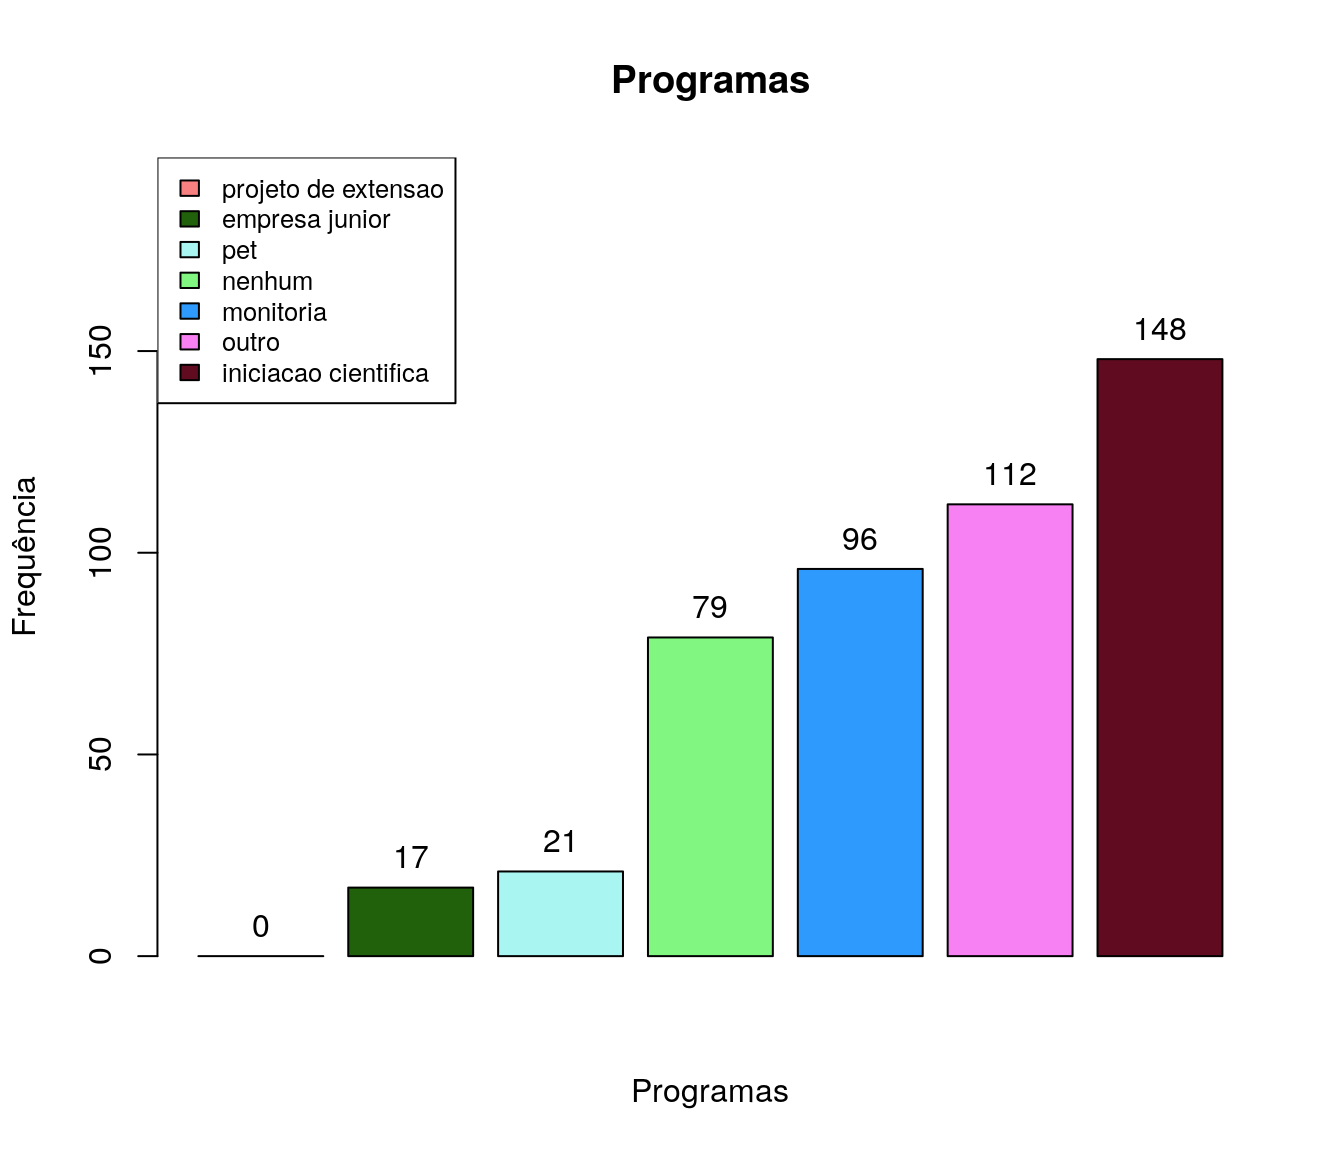 Programas
projeto de extensao
empresa junior
pet
nenhum
monitoria
outro
iniciacao cientifica
Frequência
150
100
50
0
0
17
21
79
96
112
148
Programas